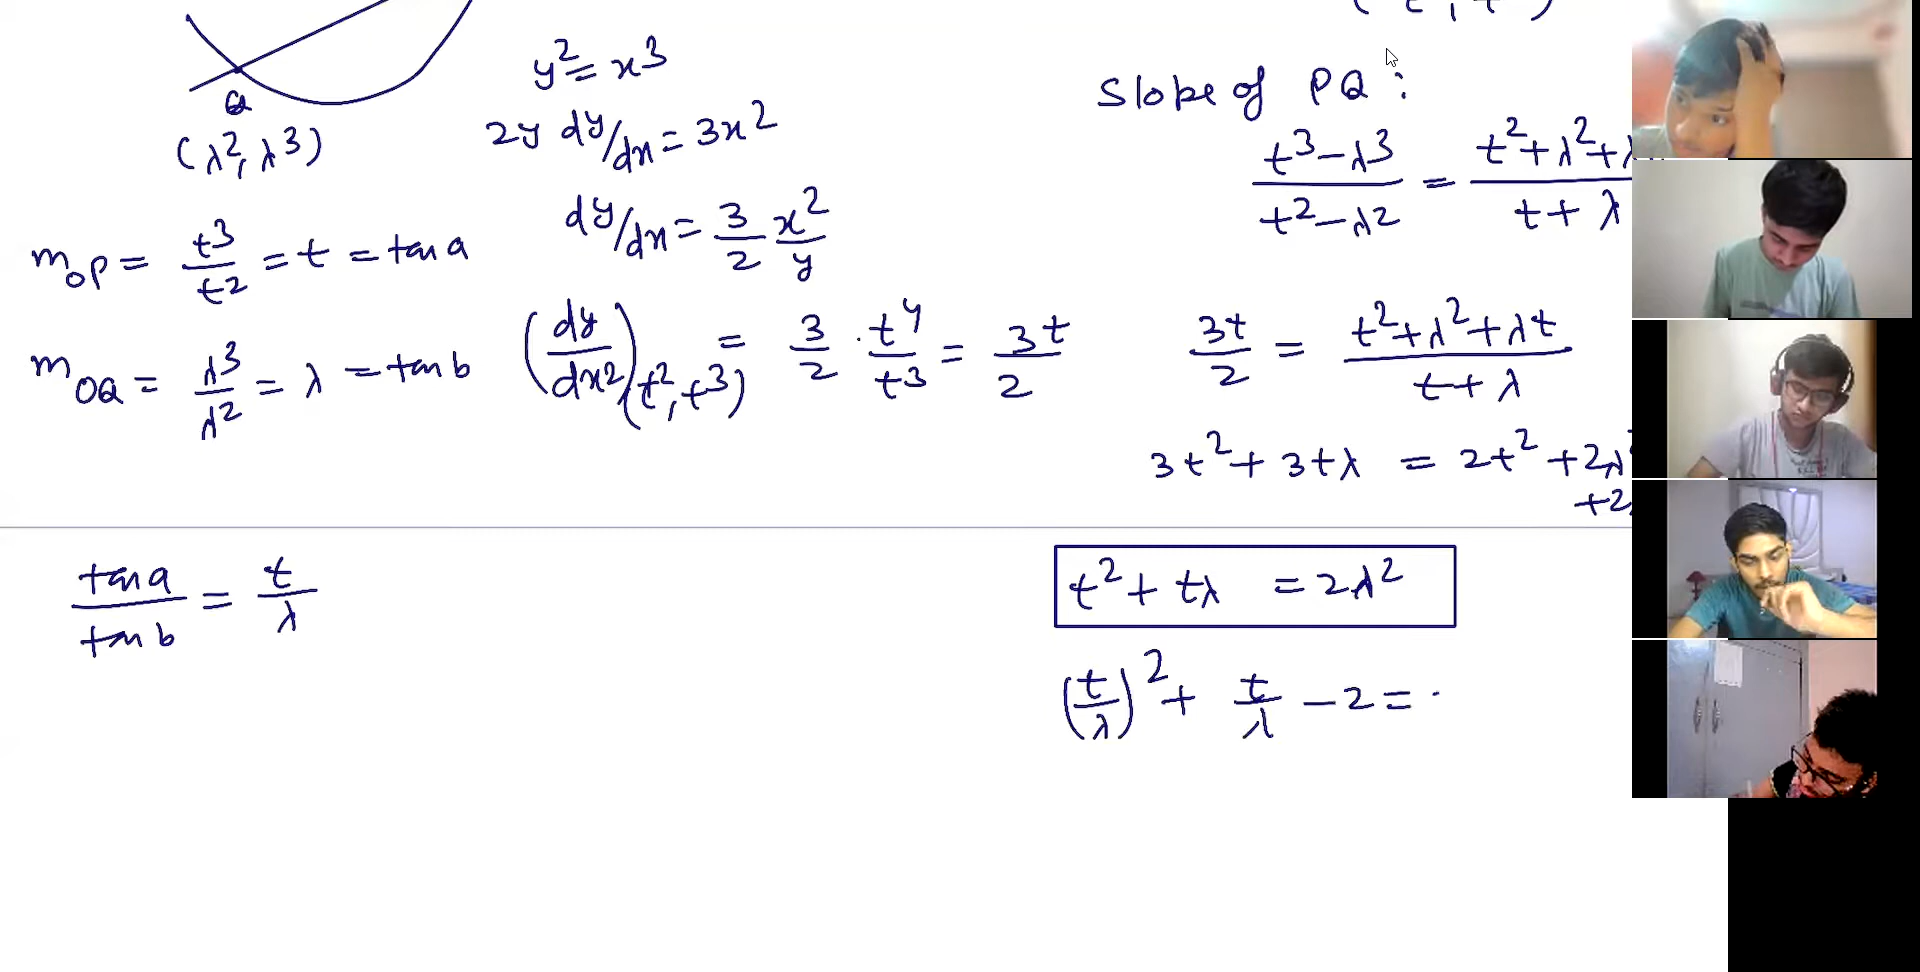 Q
(λ², λ³)
m_OP = t³/t² = t = tan a
m_OQ = λ³/λ² = λ = tan b
y² = x³
2y dy/dx = 3x²
dy/dx = 3/2 x²/y
(dy/dx²)(t², t³) = 3/2 · t⁴/t³ = 3t/2
Slope of PQ :
t³-λ³/t²-λ² = t²+λ²+λ/t+λ
3t/2 = t²+λ²+λt/t+λ
3t² + 3tλ = 2t² + 2λ
+2
tan a/tan b = t/λ
t² + tλ = 2λ²
(t/λ)² + t/λ - 2 =